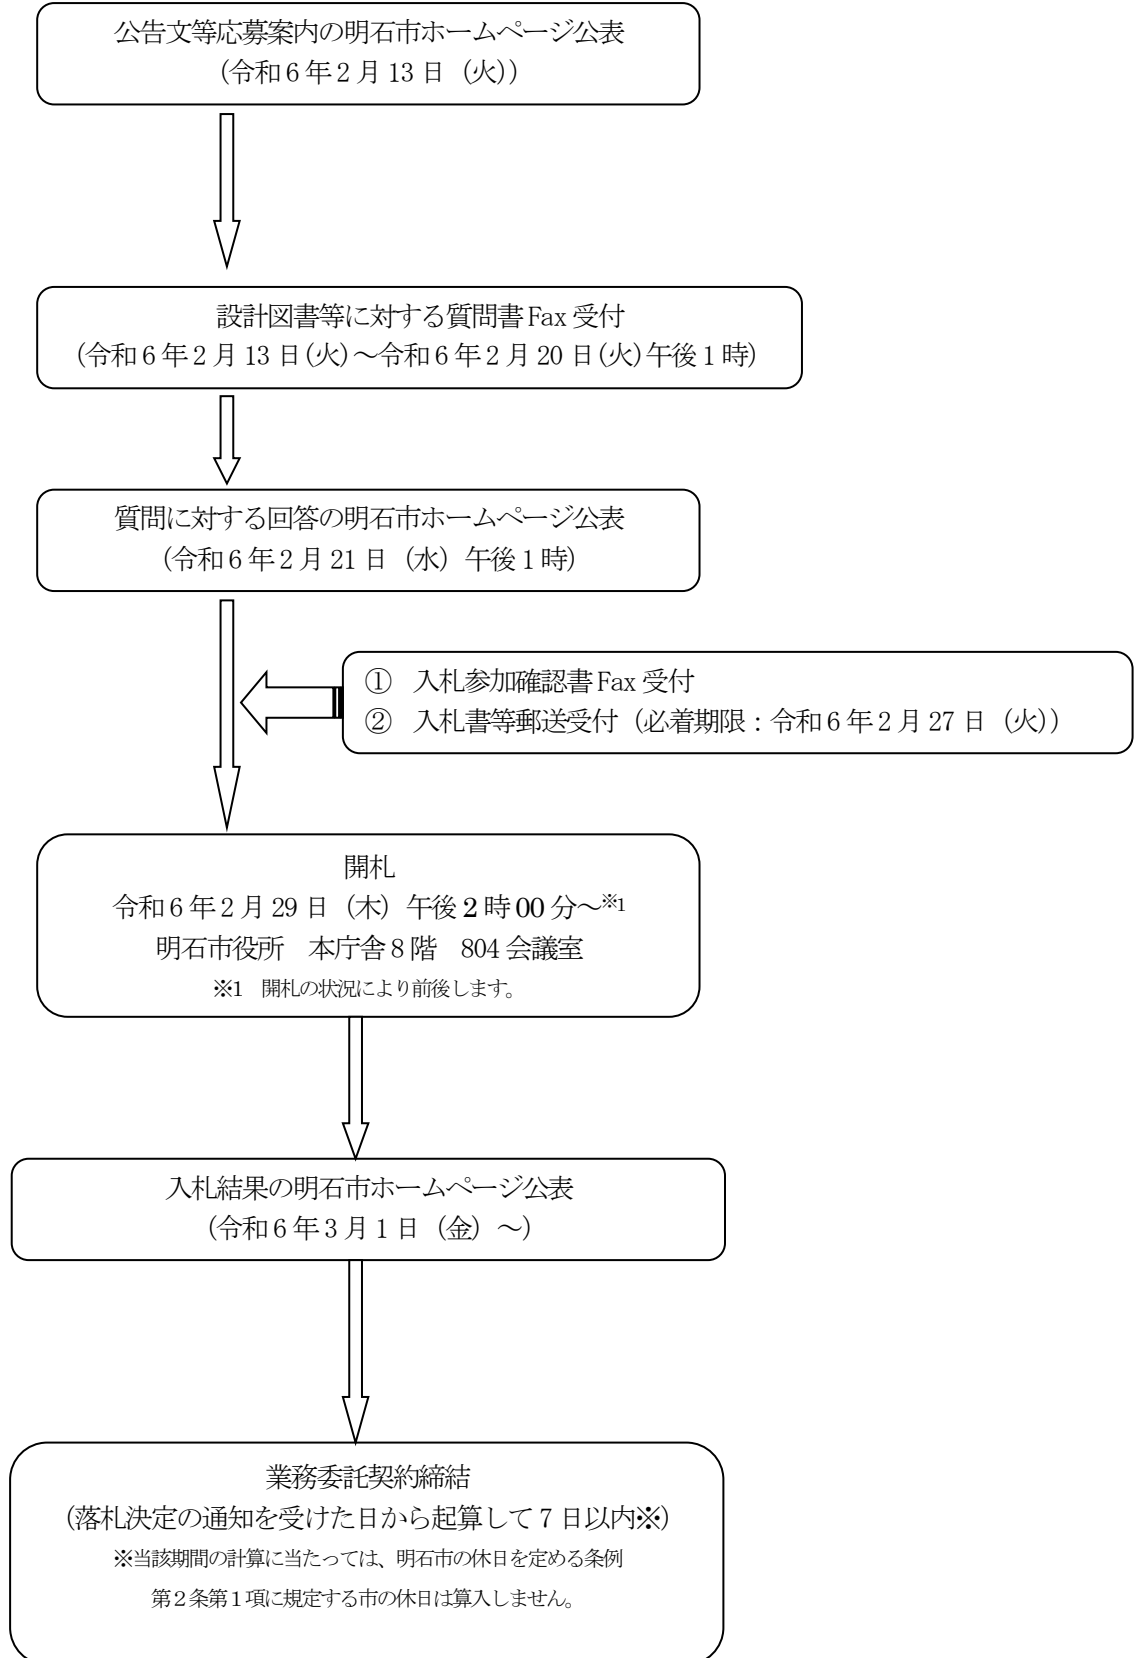 公告文等応募案内の明石市ホームページ公表
(令和6年2月13日（火））
設計図書等に対する質問書 Fax 受付
(令和6年2月13日(火)～令和6年2月20日(火)午後1時)
質問に対する回答の明石市ホームページ公表
(令和6年2月21日（水）午後1時)
① 入札参加確認書 Fax 受付
② 入札書等郵送受付（必着期限：令和6年2月27日（火））
開札
令和6年2月29日（木）午後2時00分～※1
明石市役所　本庁舎8階　804会議室
※1　開札の状況により前後します。
入札結果の明石市ホームページ公表
(令和6年3月1日（金）～)
業務委託契約締結
(落札決定の通知を受けた日から起算して7日以内※)
※当該期間の計算に当たっては、明石市の休日を定める条例
第2条第1項に規定する市の休日は算入しません。